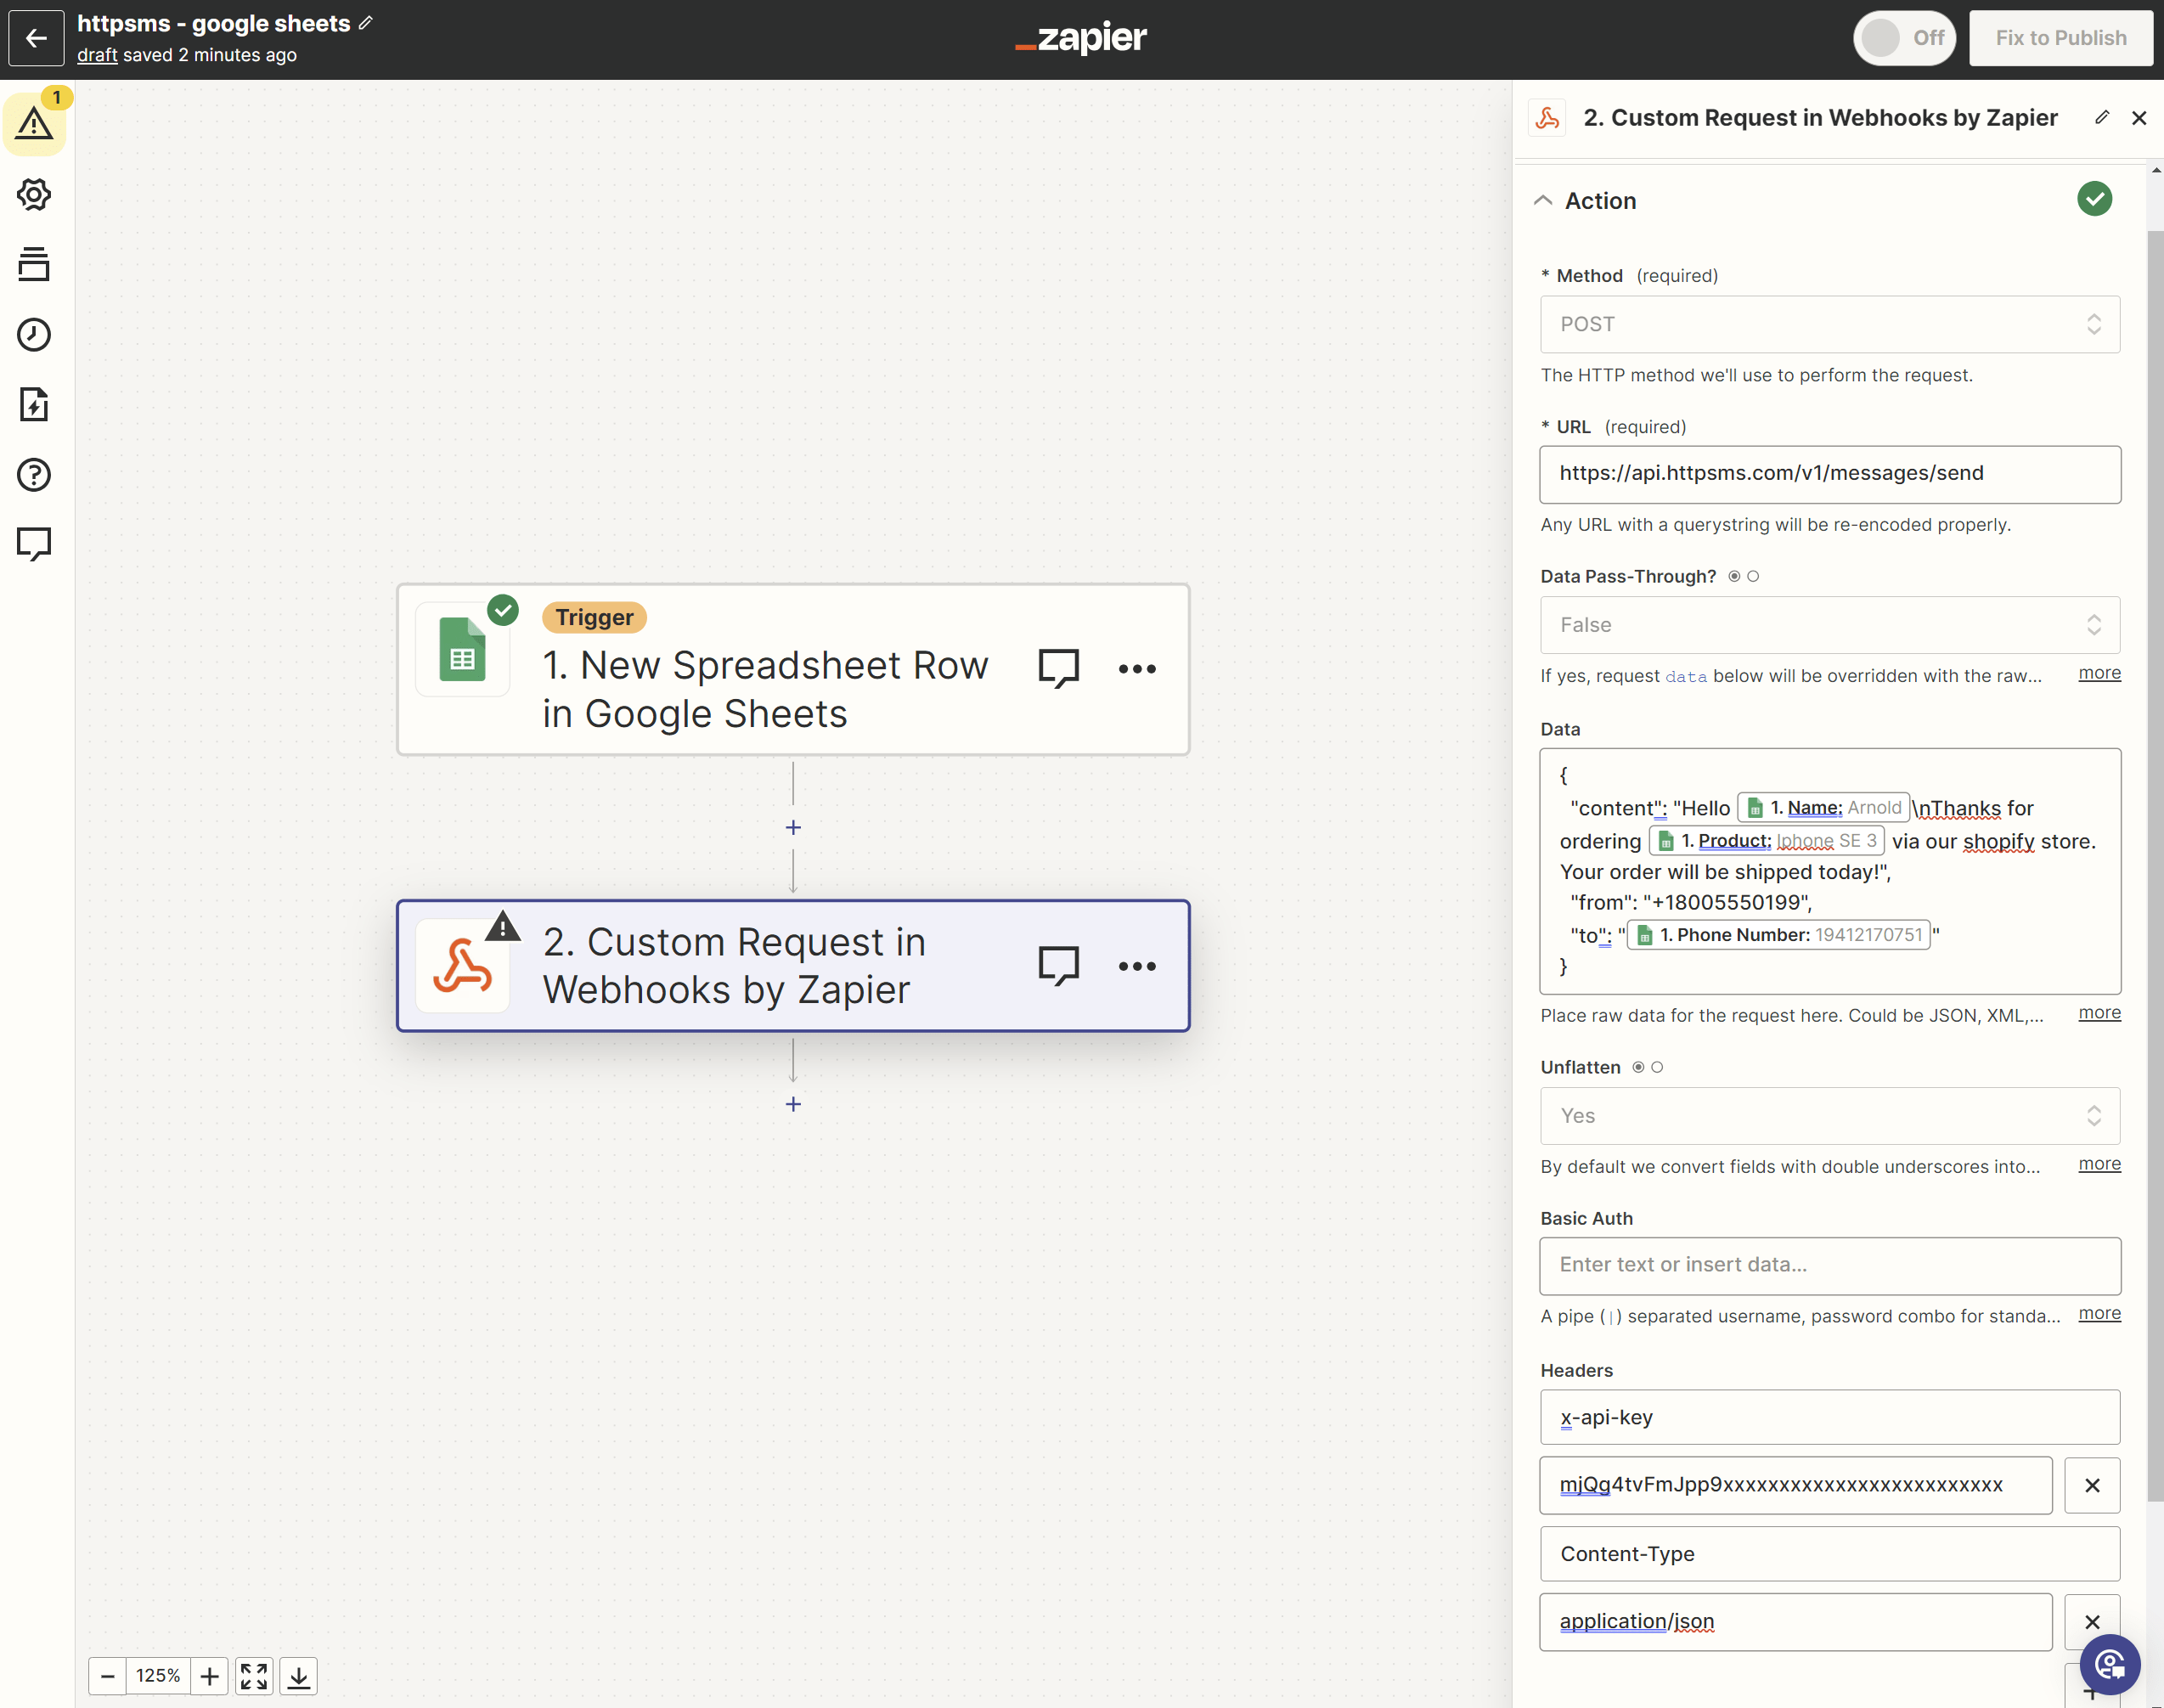 httpsms - google sheets
draft saved 2 minutes ago
zapier
Off
Fix to Publish
1
Trigger
1. New Spreadsheet Row
in Google Sheets
+
2. Custom Request in
Webhooks by Zapier
+
125%
2. Custom Request in Webhooks by Zapier
Action
* Method (required)
POST
The HTTP method we'll use to perform the request.
* URL (required)
https://api.httpsms.com/v1/messages/send
Any URL with a querystring will be re-encoded properly.
Data Pass-Through?
False
If yes, request data below will be overridden with the raw... more
Data
{
"content": "Hello 1. Name: Arnold \nThanks for
ordering 1. Product: Iphone SE 3 via our shopify store.
Your order will be shipped today!",
"from": "+18005550199",
"to": "1. Phone Number: 19412170751"
}
Place raw data for the request here. Could be JSON, XML,... more
Unflatten
Yes
By default we convert fields with double underscores into... more
Basic Auth
Enter text or insert data...
A pipe (|) separated username, password combo for standa... more
Headers
x-api-key
mjQg4tvFmJpp9xxxxxxxxxxxxxxxxxxxxxxxxx
Content-Type
application/json